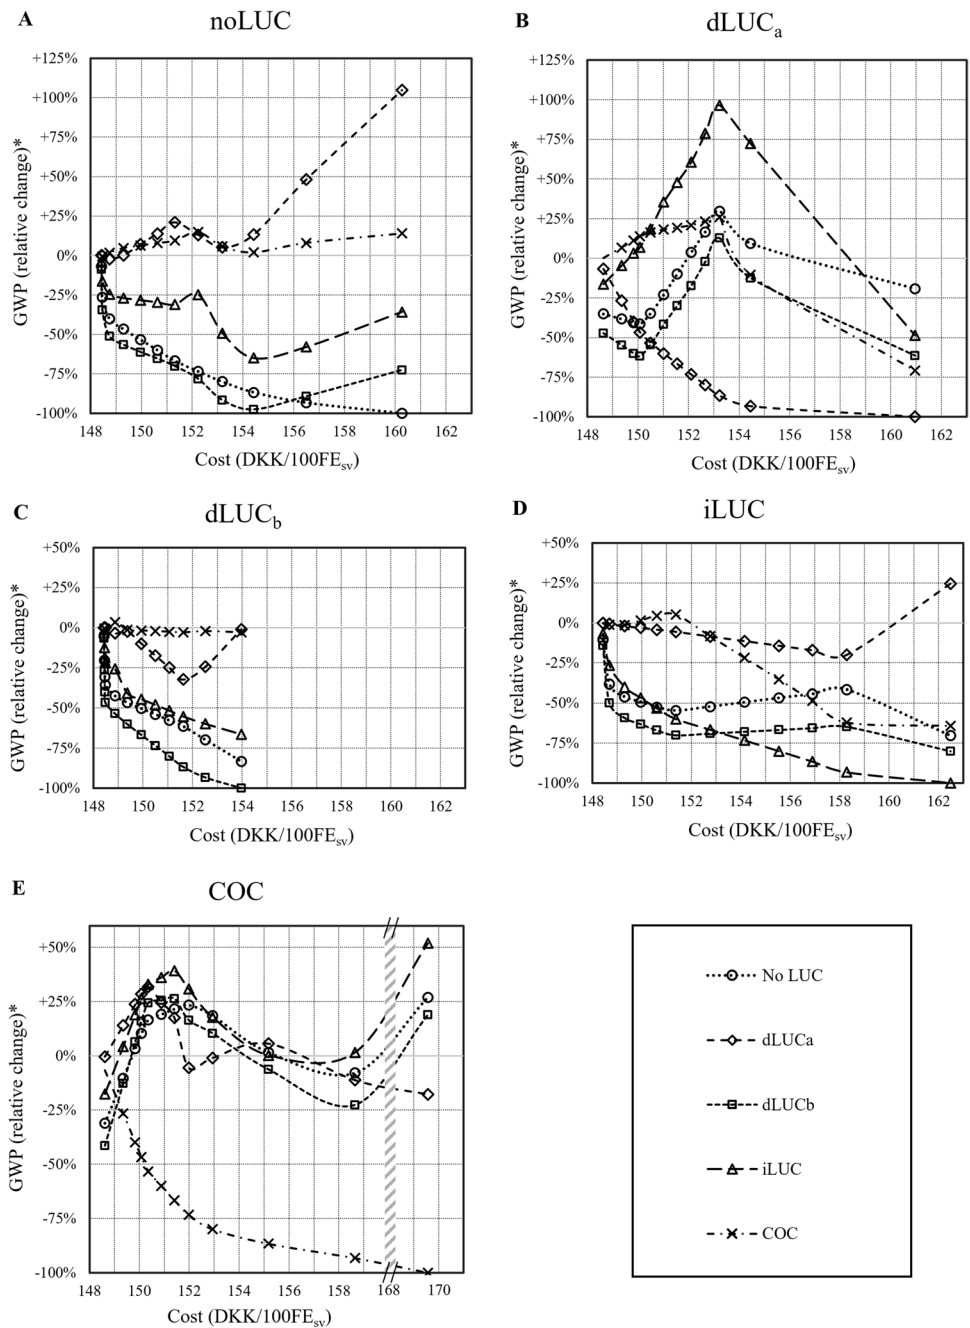 A
noLUC
GWP (relative change)*
+125%
+100%
+75%
+50%
+25%
0%
-25%
-50%
-75%
-100%
148 150 152 154 156 158 160 162
Cost (DKK/100FEsv)
B
dLUCa
GWP (relative change)*
+125%
+100%
+75%
+50%
+25%
0%
-25%
-50%
-75%
-100%
148 150 152 154 156 158 160 162
Cost (DKK/100FEsv)
C
dLUCb
GWP (relative change)*
+50%
+25%
0%
-25%
-50%
-75%
-100%
148 150 152 154 156 158 160 162
Cost (DKK/100FEsv)
D
iLUC
GWP (relative change)*
+50%
+25%
0%
-25%
-50%
-75%
-100%
148 150 152 154 156 158 160 162
Cost (DKK/100FEsv)
E
COC
GWP (relative change)*
+50%
+25%
0%
-25%
-50%
-75%
-100%
148 150 152 154 156 158 168 170
Cost (DKK/100FEsv)
No LUC
dLUCa
dLUCb
iLUC
COC